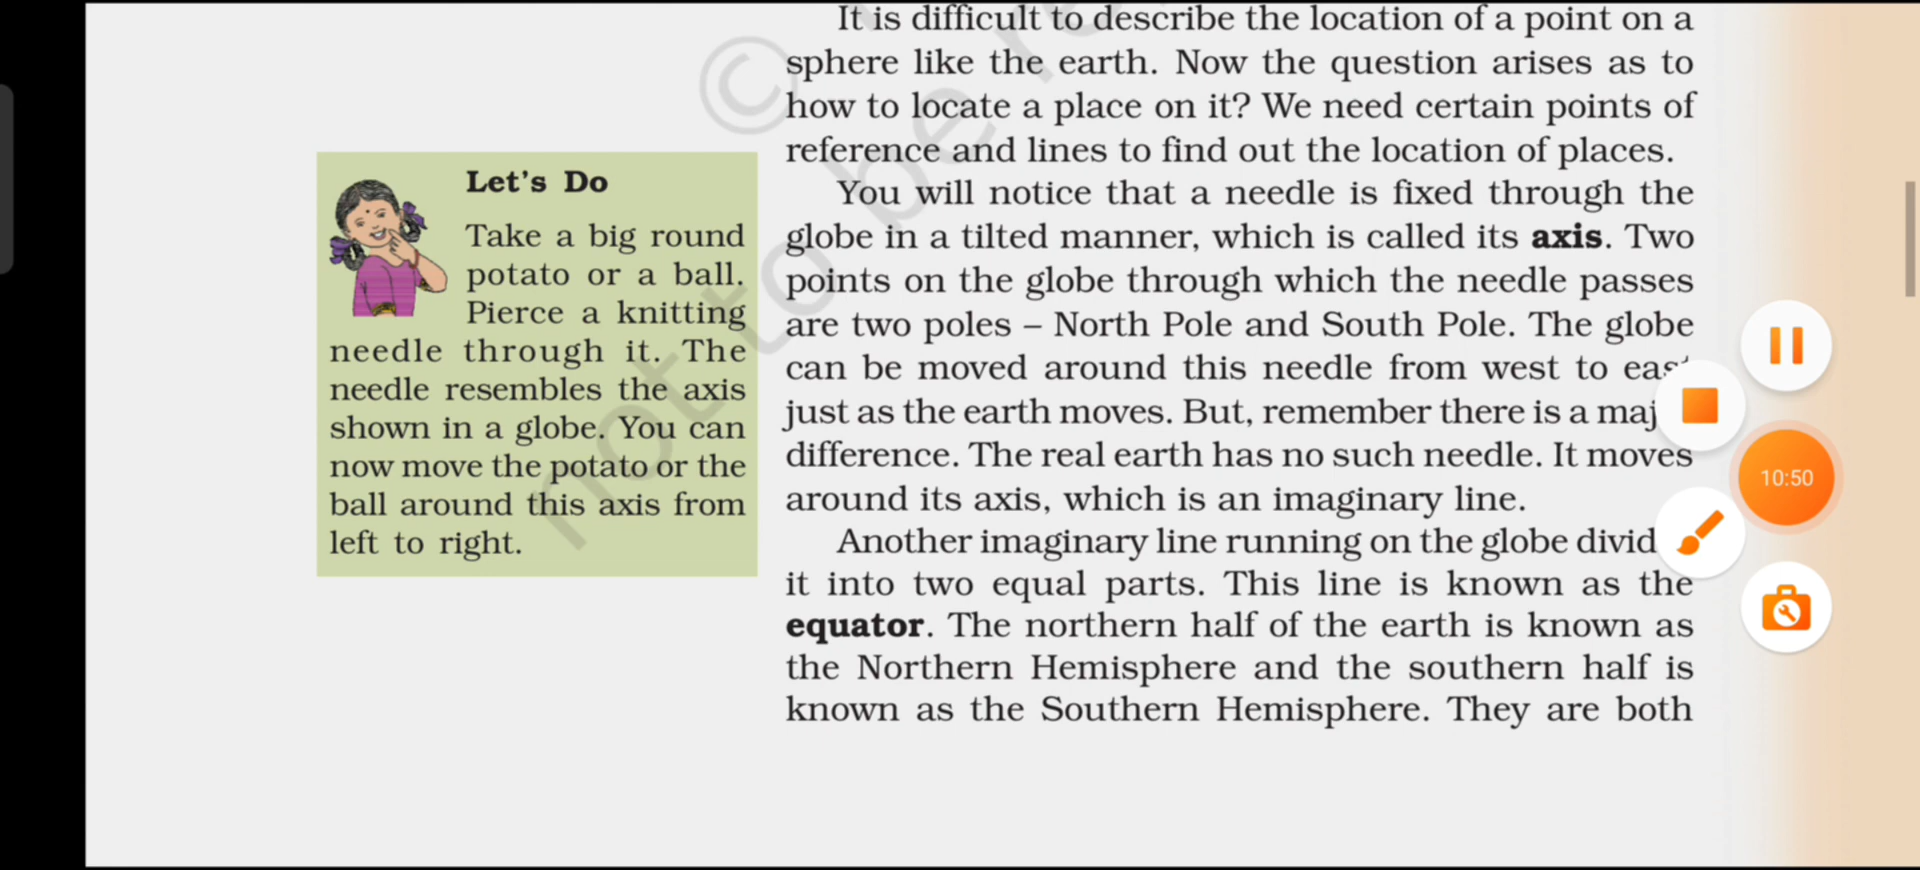 It is difficult to describe the location of a point on a
sphere like the earth. Now the question arises as to
how to locate a place on it? We need certain points of
reference and lines to find out the location of places.
You will notice that a needle is fixed through the
globe in a tilted manner, which is called its axis. Two
points on the globe through which the needle passes
are two poles – North Pole and South Pole. The globe
can be moved around this needle from west to east
just as the earth moves. But, remember there is a maj
difference. The real earth has no such needle. It moves
around its axis, which is an imaginary line.
Another imaginary line running on the globe divid
it into two equal parts. This line is known as the
equator. The northern half of the earth is known as
the Northern Hemisphere and the southern half is
known as the Southern Hemisphere. They are both
Let's Do
Take a big round
potato or a ball.
Pierce a knitting
needle through it. The
needle resembles the axis
shown in a globe. You can
now move the potato or the
ball around this axis from
left to right.
©
not to be re
10:50